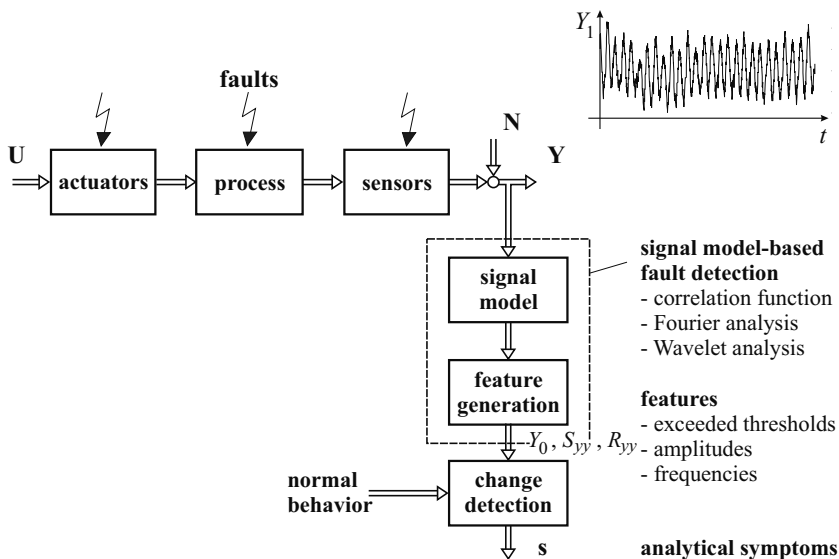 Y1
t
faults
N
U
Y
actuators
process
sensors
signal model-based
fault detection
- correlation function
- Fourier analysis
- Wavelet analysis
signal
model
feature
generation
features
- exceeded thresholds
- amplitudes
- frequencies
Y0 , Syy , Ryy
normal
behavior
change
detection
s
analytical symptoms